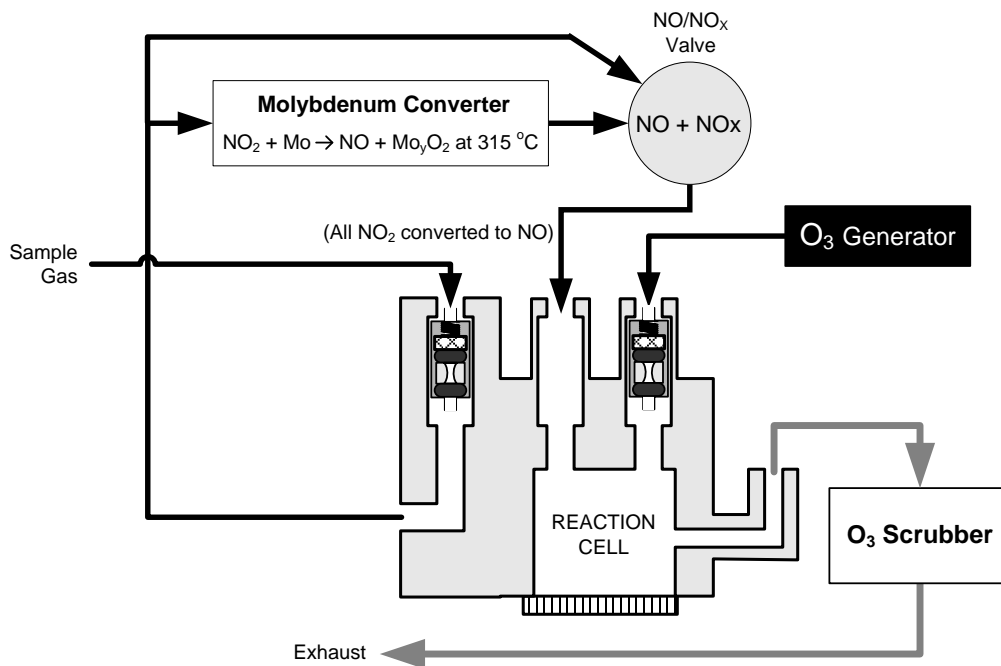 NO/NOX
Valve
Molybdenum Converter
NO2 + Mo → NO + MoyO2 at 315 oC
NO + NOx
(All NO2 converted to NO)
O3 Generator
Sample
Gas
REACTION
CELL
O3 Scrubber
Exhaust